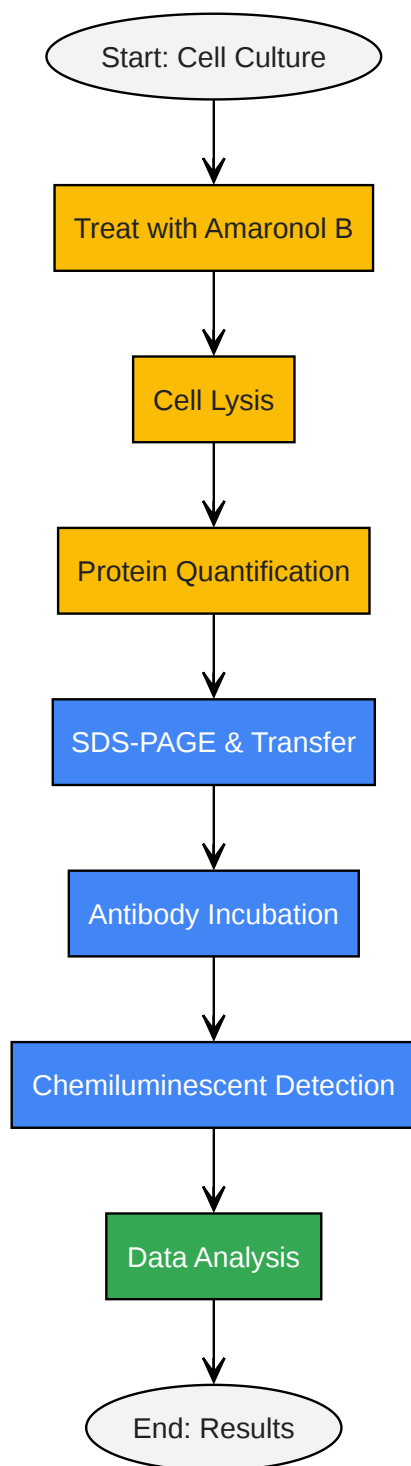 Start: Cell Culture
Treat with Amaronol B
Cell Lysis
Protein Quantification
SDS-PAGE & Transfer
Antibody Incubation
Chemiluminescent Detection
Data Analysis
End: Results